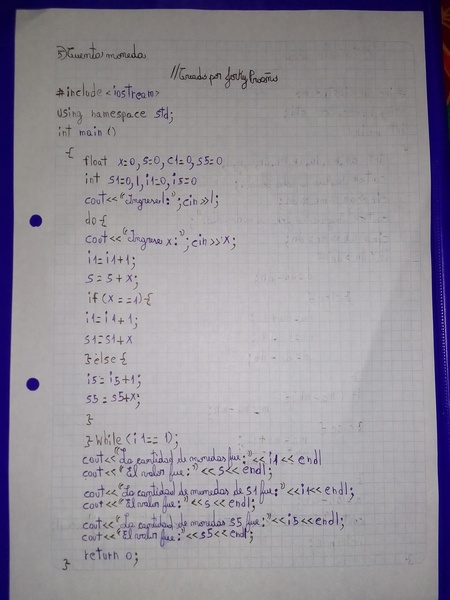 5) Cuenta monedas
//Creado por Jorky Proaño
#include <iostream>
using namespace std;
int main ()
{
float x=0, s=0, c1=0, s5=0
int s1=0, l, i1=0, i5=0
cout<<"Ingrese l:"; cin>>l;
do {
cout<<"Ingrese x:"; cin>>x;
i1=i1+1;
s=s+x;
if (x==1){
i1=i1+1;
s1=s1+x
} else {
i5=i5+1;
s5=s5+x;
}
} While (i1==1);
cout<<"La cantidad de monedas fue:"<<i1<<endl
cout<<"El valor fue:"<<s<<endl;
cout<<"La cantidad de monedas de S1 fue:"<<i1<<endl;
cout<<"El valor fue:"<<s<<endl;
cout<<"La cantidad de monedas S5 fue:"<<i5<<endl;
cout<<"El valor fue:"<<s5<<endl;
return 0;
}